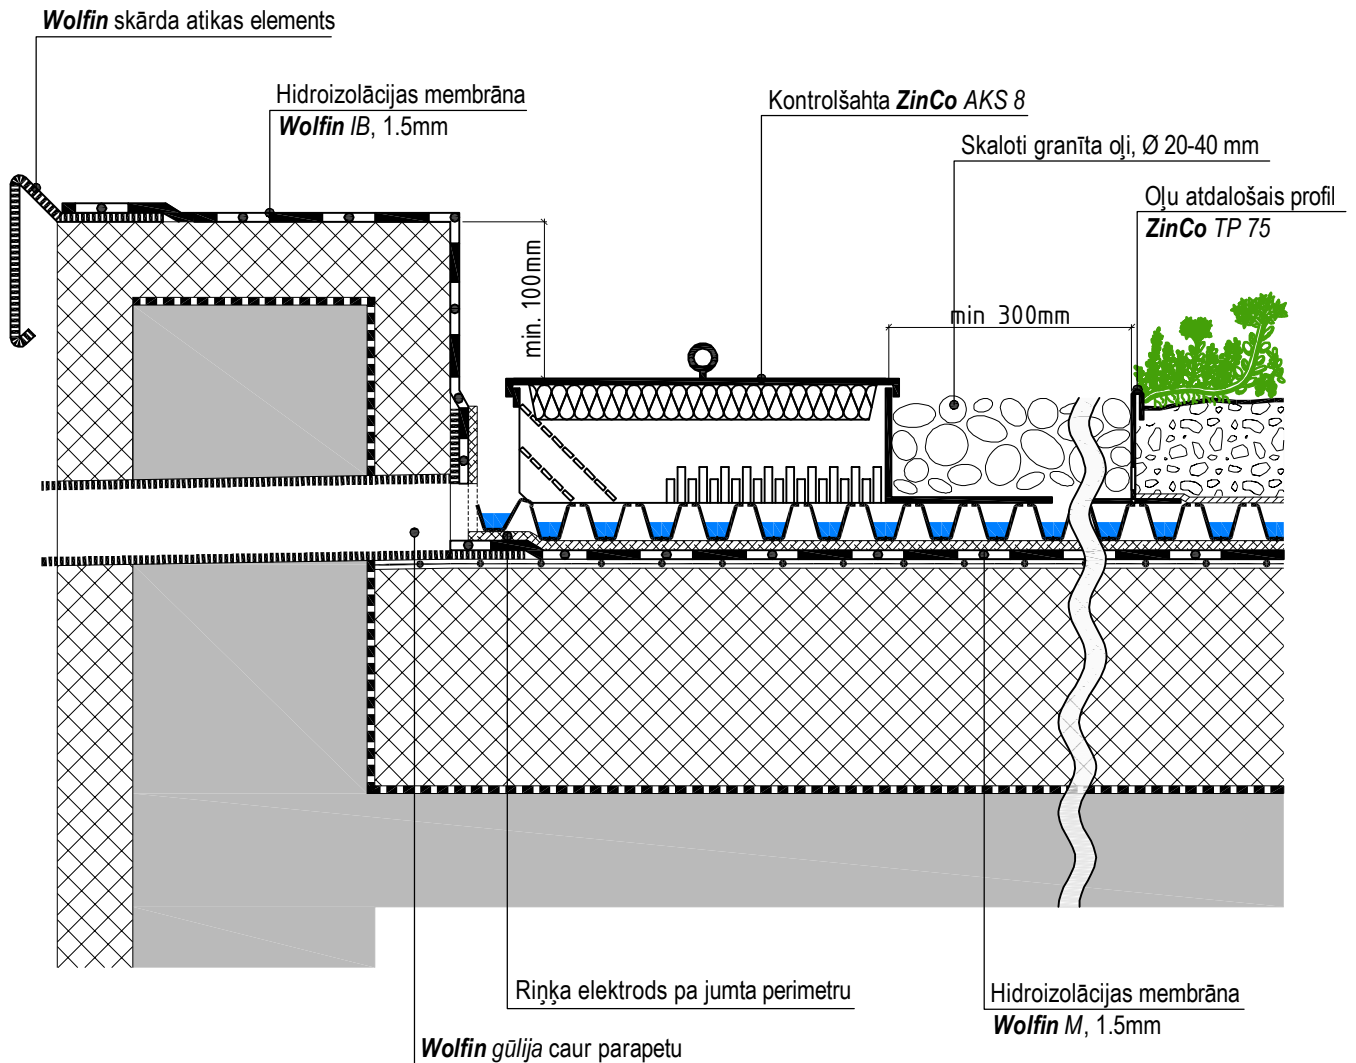 Wolfin skārda atikas elements
Hidroizolācijas membrāna
Wolfin IB, 1.5mm
Kontrolšahta ZinCo AKS 8
Skaloti granīta oļi, Ø 20-40 mm
Oļu atdalošais profil
ZinCo TP 75
min. 100mm
min 300mm
Riņķa elektrods pa jumta perimetru
Hidroizolācijas membrāna
Wolfin M, 1.5mm
Wolfin gūlija caur parapetu